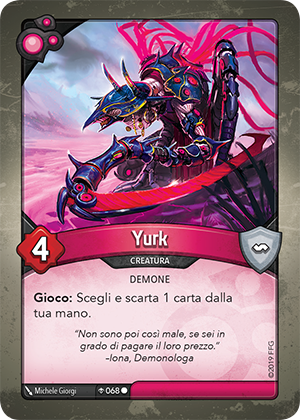 Yurk
4
CREATURA
DEMONE
Gioco: Scegli e scarta 1 carta dalla
tua mano.
“Non sono poi così male, se sei in
grado di pagare il loro prezzo.”
–Iona, Demonologa
©2019 FFG
Michele Giorgi
068